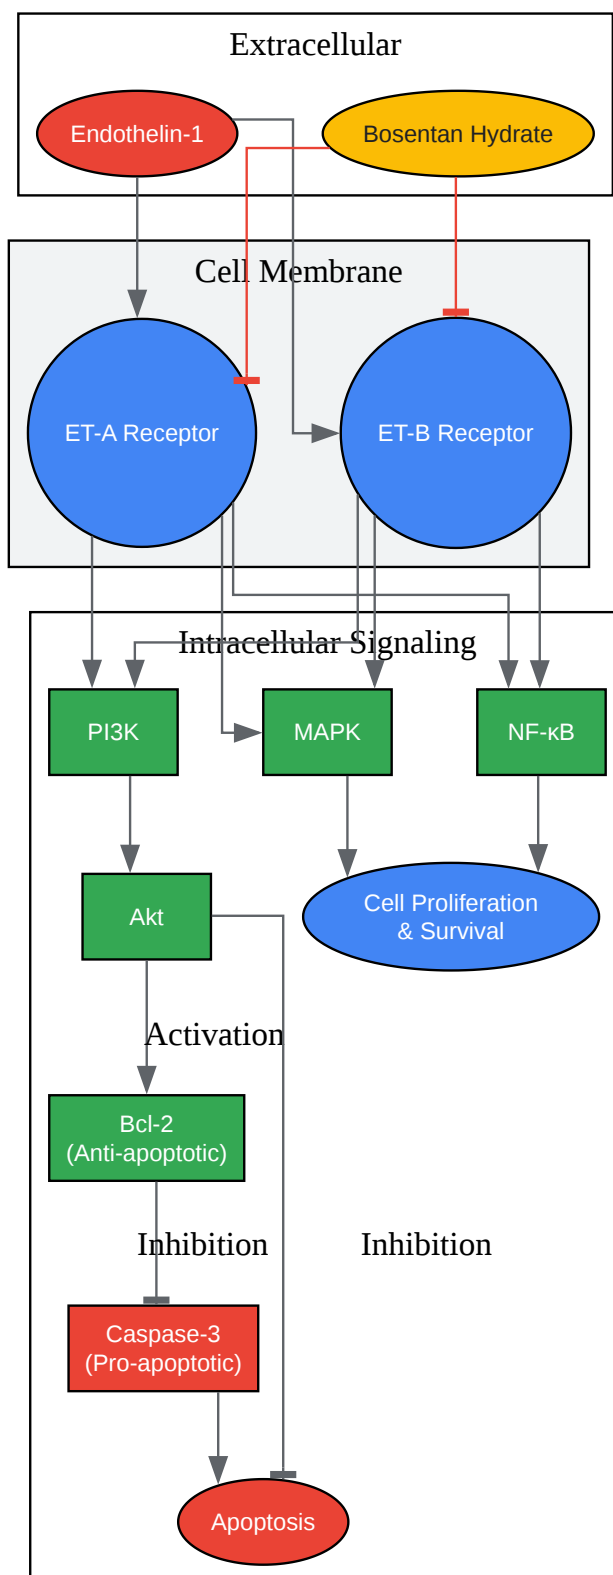 Extracellular
Endothelin-1
Bosentan Hydrate
Cell Membrane
ET-A Receptor
ET-B Receptor
Intracellular Signaling
PI3K
MAPK
NF-κB
Akt
Cell Proliferation
& Survival
Activation
Bcl-2
(Anti-apoptotic)
Inhibition
Inhibition
Caspase-3
(Pro-apoptotic)
Apoptosis